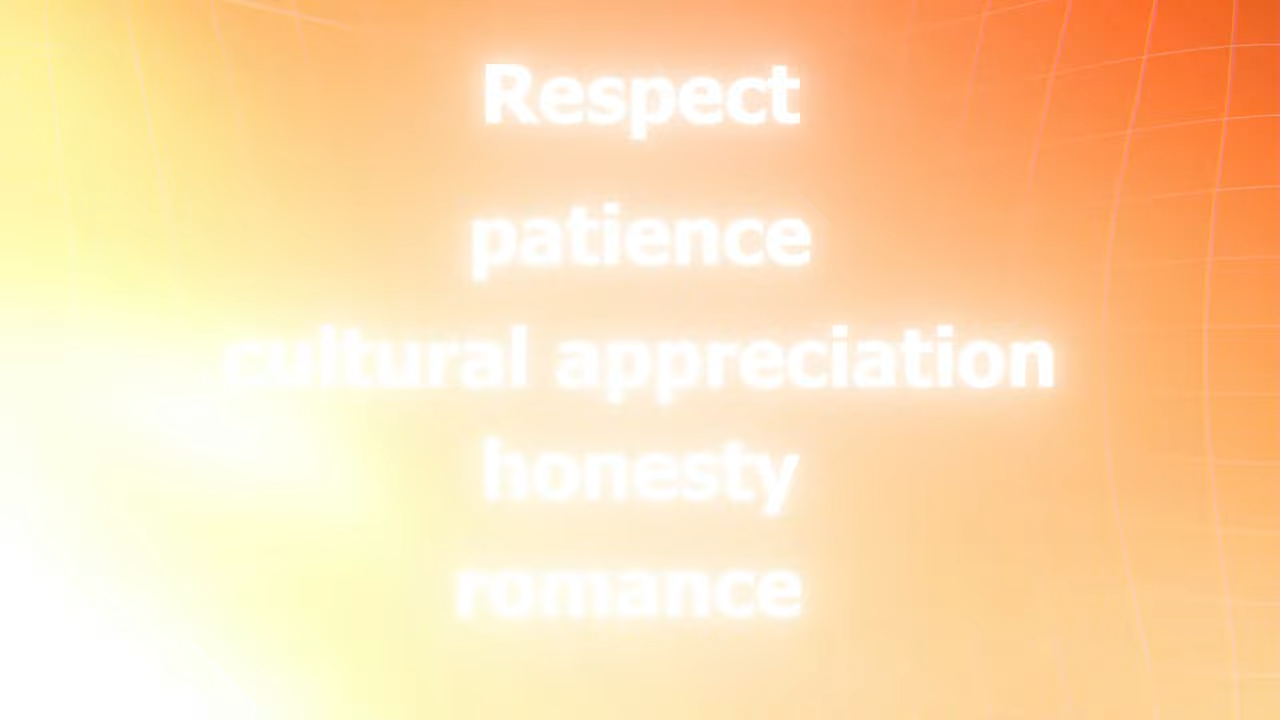 Respect
patience
cultural appreciation
honesty
romance